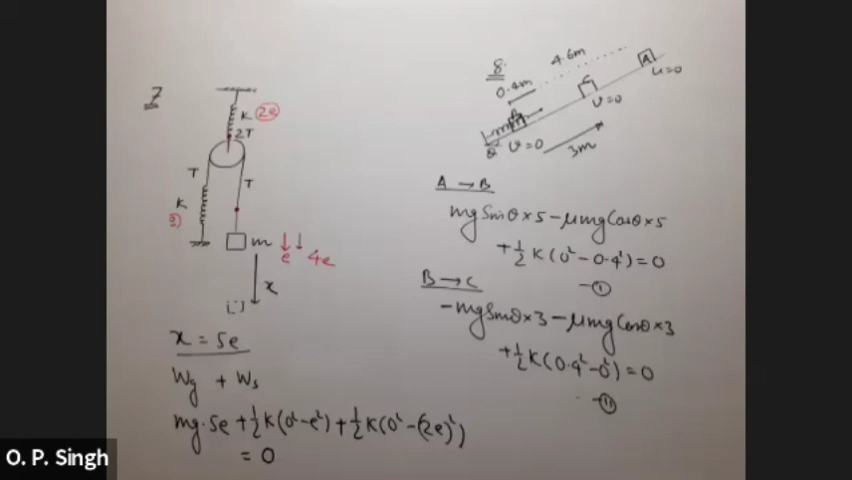 7
K 2e
2T
T
T
K
e
m
e 4e
x
x = 5e
Wg + Ws
mg·5e + ½K(0²-e²) + ½K(0²-(2e)²)
= 0
8
4.6m
0.4m
A
u=0
C
v=0
B
θ v=0
3m
A → B
mg Sinθ×5 - μmg Cosθ×5
+ ½ K (0² - 0.4²) = 0
- ①
B → C
- mg Sinθ×3 - μmg Cosθ×3
+ ½ K (0.4² - 0²) = 0
- ⑪
O. P. Singh